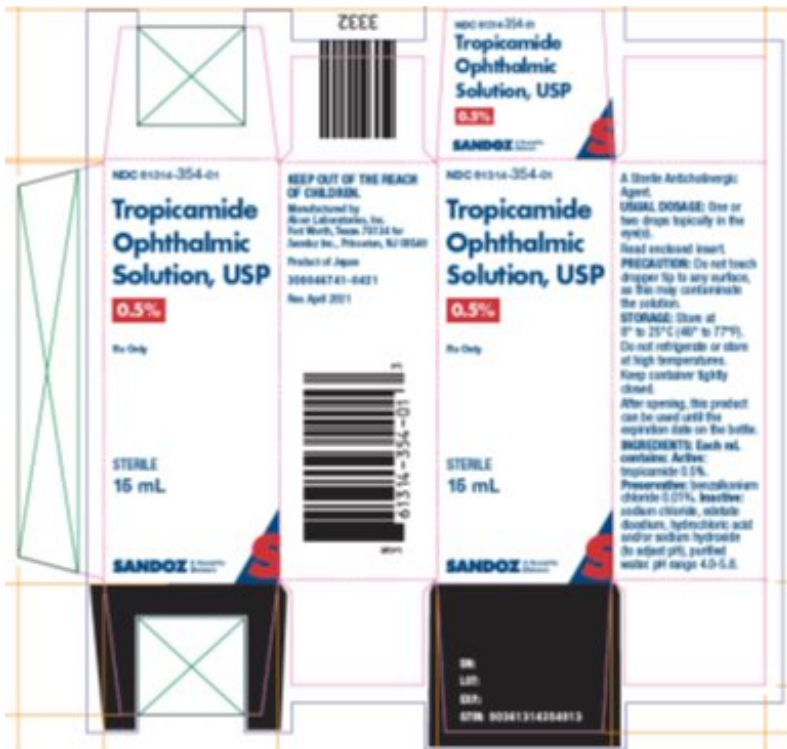 3332
NDC 61314-354-01
Tropicamide
Ophthalmic
Solution, USP
0.5%
SANDOZ
NDC 61314-354-01
Tropicamide
Ophthalmic
Solution, USP
0.5%
Rx Only
STERILE
15 mL
SANDOZ
KEEP OUT OF THE REACH
OF CHILDREN.
Manufactured by
Alcon Laboratories, Inc.
Fort Worth, Texas 76134 for
Sandoz Inc., Princeton, NJ 08540
Product of Japan
300046741-0421
Rev. April 2021
3
61314-354-01
NDC 61314-354-01
Tropicamide
Ophthalmic
Solution, USP
0.5%
Rx Only
STERILE
15 mL
SANDOZ
A Sterile Anticholinergic
Agent.
USUAL DOSAGE: One or
two drops topically in the
eye(s).
Read enclosed insert.
PRECAUTION: Do not touch
dropper tip to any surface,
as this may contaminate
the solution.
STORAGE: Store at
8° to 25°C (46° to 77°F).
Do not refrigerate or store
at high temperatures.
Keep container tightly
closed.
After opening, this product
can be used until the
expiration date on the bottle.
INGREDIENTS: Each mL
contains: Active:
tropicamide 0.5%.
Preservative: benzalkonium
chloride 0.01%. Inactive:
sodium chloride, edetate
disodium, hydrochloric acid
and/or sodium hydroxide
(to adjust pH), purified
water. pH range 4.0-5.8.
SN:
LOT:
EXP:
GTIN: 00361314354013